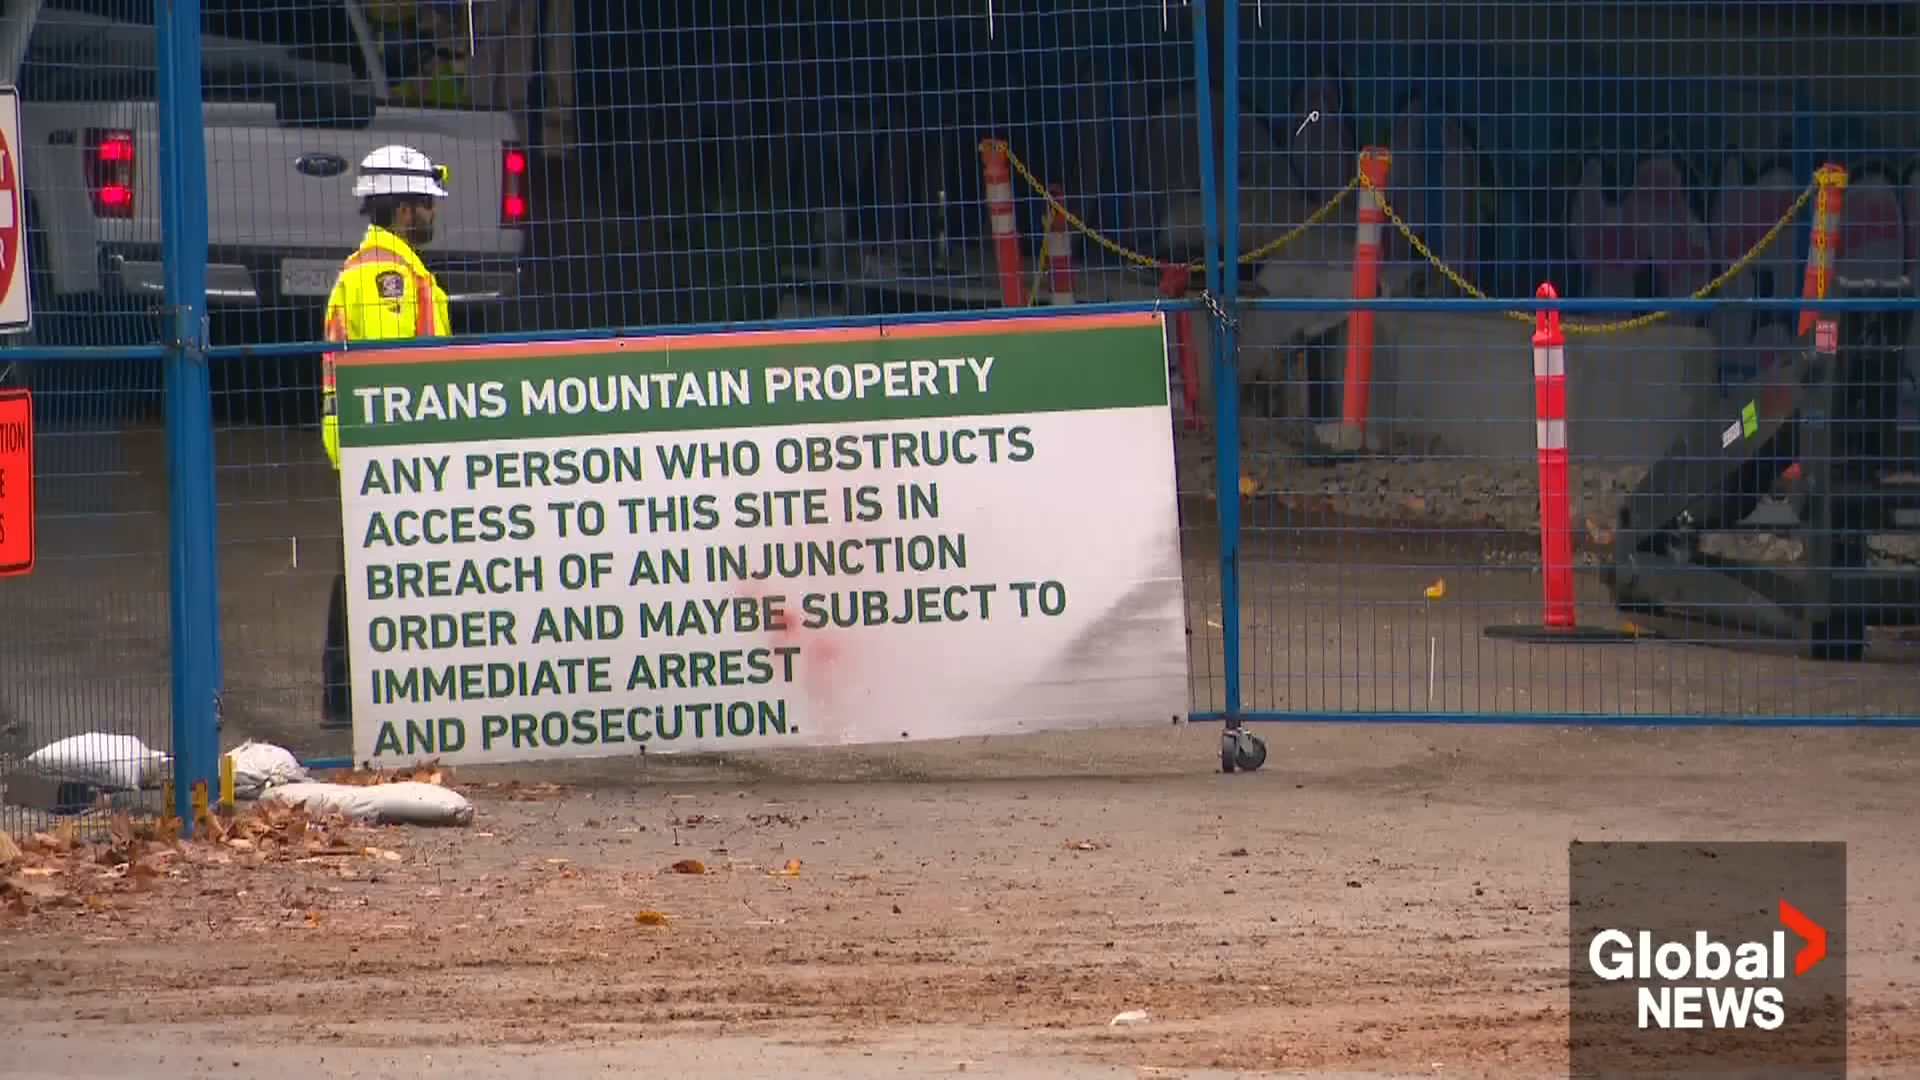 TRANS MOUNTAIN PROPERTY
ANY PERSON WHO OBSTRUCTS
ACCESS TO THIS SITE IS IN
BREACH OF AN INJUNCTION
ORDER AND MAYBE SUBJECT TO
IMMEDIATE ARREST
AND PROSECUTION.
Ford
Global
NEWS